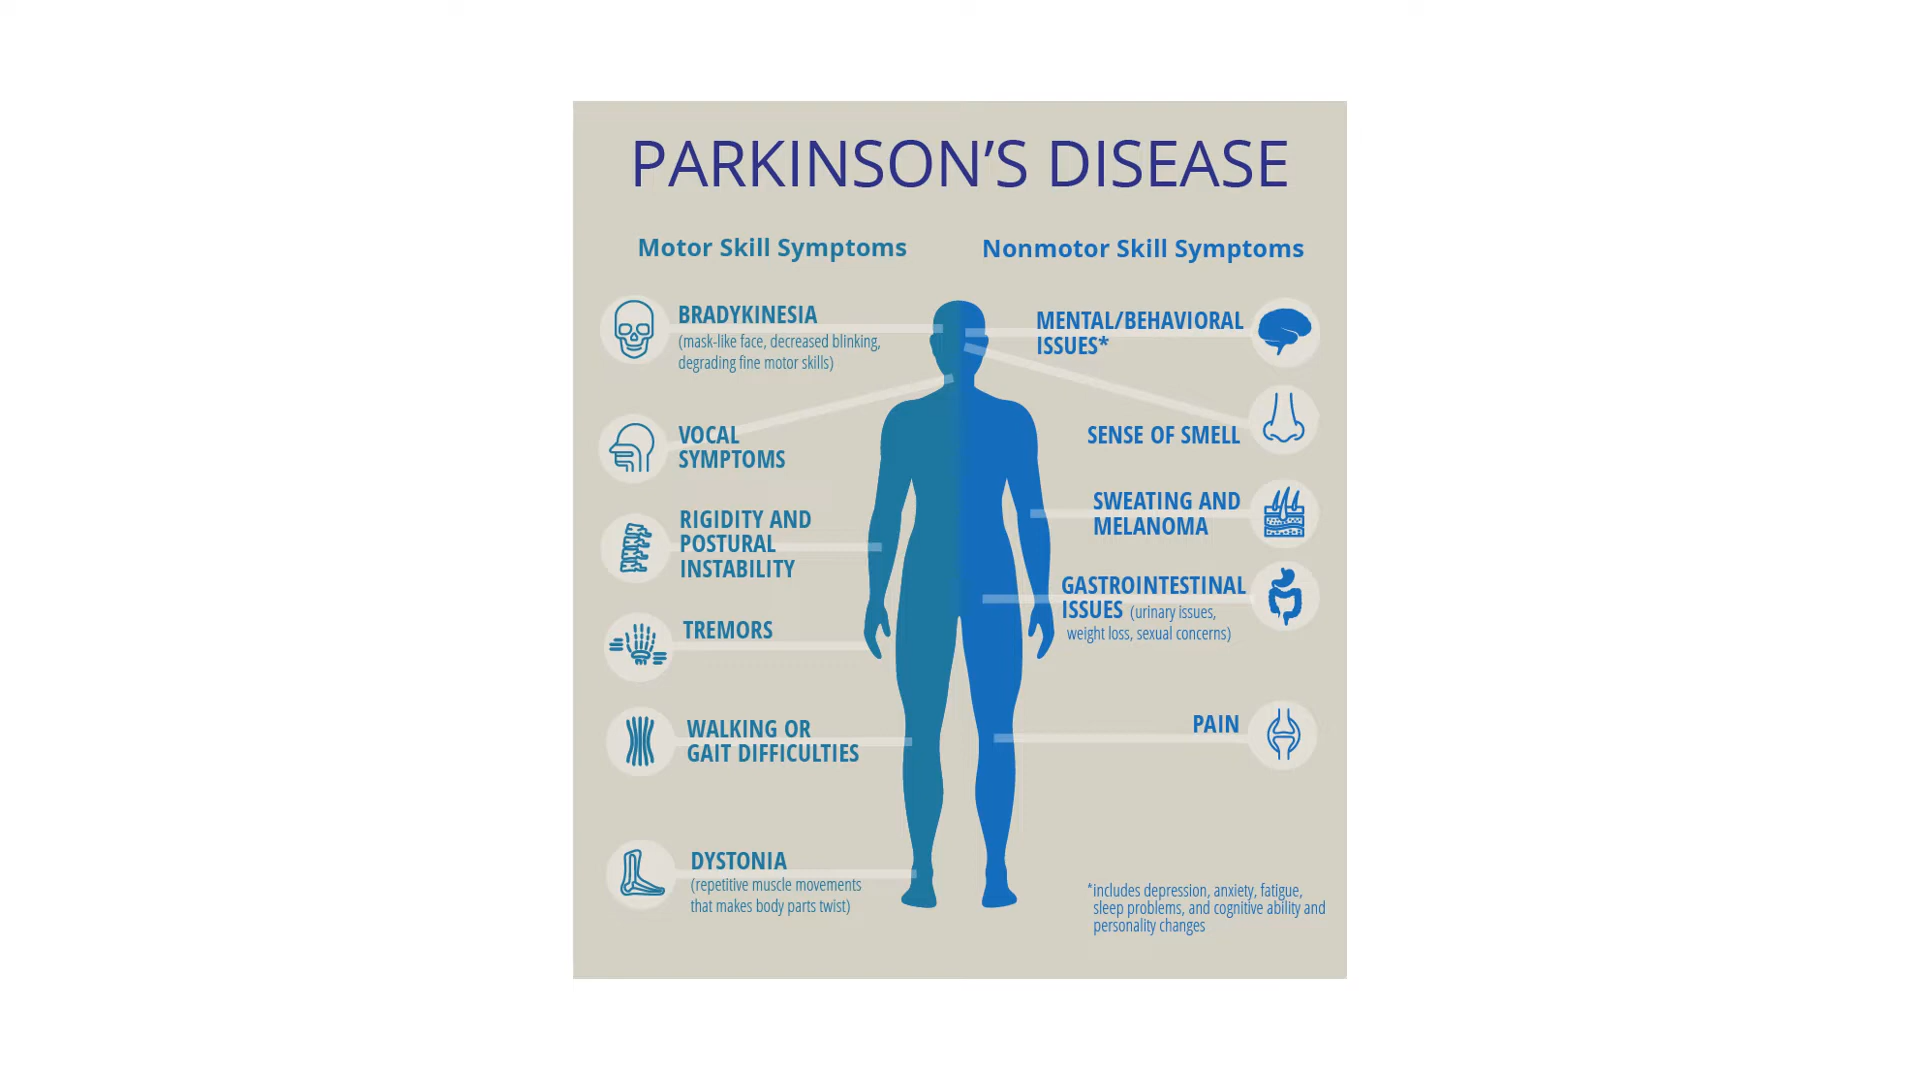 PARKINSON'S DISEASE
Motor Skill Symptoms
BRADYKINESIA
(mask-like face, decreased blinking,
degrading fine motor skills)
VOCAL
SYMPTOMS
RIGIDITY AND
POSTURAL
INSTABILITY
TREMORS
WALKING OR
GAIT DIFFICULTIES
DYSTONIA
(repetitive muscle movements
that makes body parts twist)
Nonmotor Skill Symptoms
MENTAL/BEHAVIORAL
ISSUES*
SENSE OF SMELL
SWEATING AND
MELANOMA
GASTROINTESTINAL
ISSUES (urinary issues,
weight loss, sexual concerns)
PAIN
*includes depression, anxiety, fatigue,
sleep problems, and cognitive ability and
personality changes